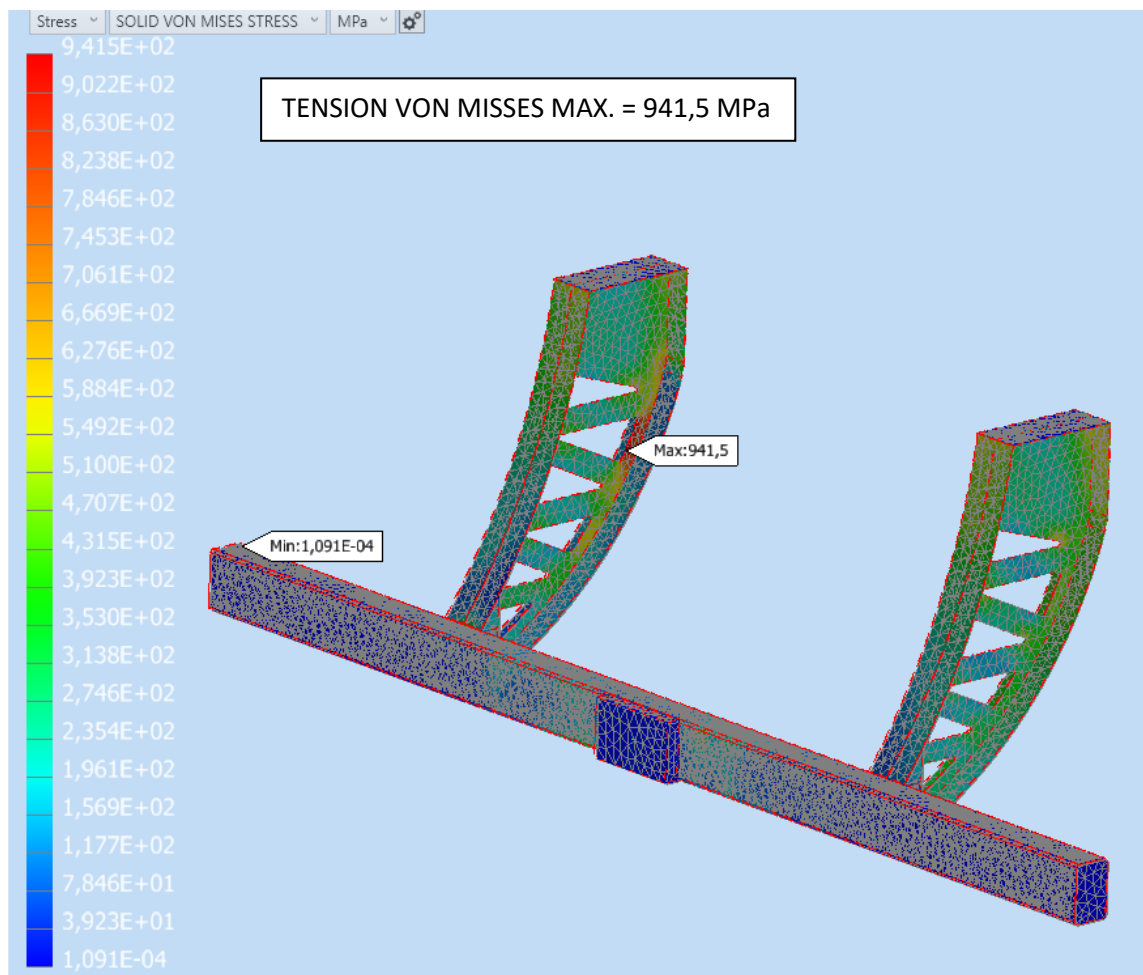 Stress SOLID VON MISES STRESS MPa
9,415E+02
9,022E+02
8,630E+02
8,238E+02
7,846E+02
7,453E+02
7,061E+02
6,669E+02
6,276E+02
5,884E+02
5,492E+02
5,100E+02
4,707E+02
4,315E+02
3,923E+02
3,530E+02
3,138E+02
2,746E+02
2,354E+02
1,961E+02
1,569E+02
1,177E+02
7,846E+01
3,923E+01
1,091E-04
TENSION VON MISSES MAX. = 941,5 MPa
Max:941,5
Min:1,091E-04